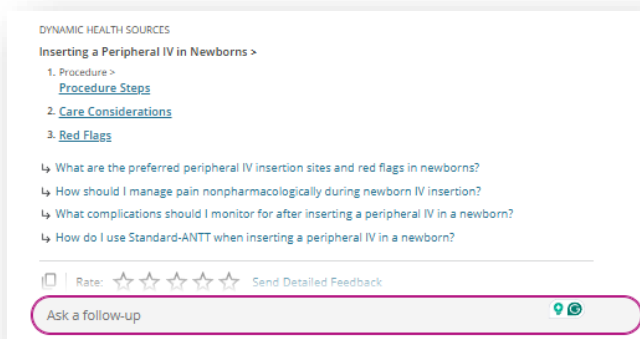 DYNAMIC HEALTH SOURCES
Inserting a Peripheral IV in Newborns >
1. Procedure >
Procedure Steps
2. Care Considerations
3. Red Flags
↳ What are the preferred peripheral IV insertion sites and red flags in newborns?
↳ How should I manage pain nonpharmacologically during newborn IV insertion?
↳ What complications should I monitor for after inserting a peripheral IV in a newborn?
↳ How do I use Standard-ANTT when inserting a peripheral IV in a newborn?
Rate: Send Detailed Feedback
Ask a follow-up